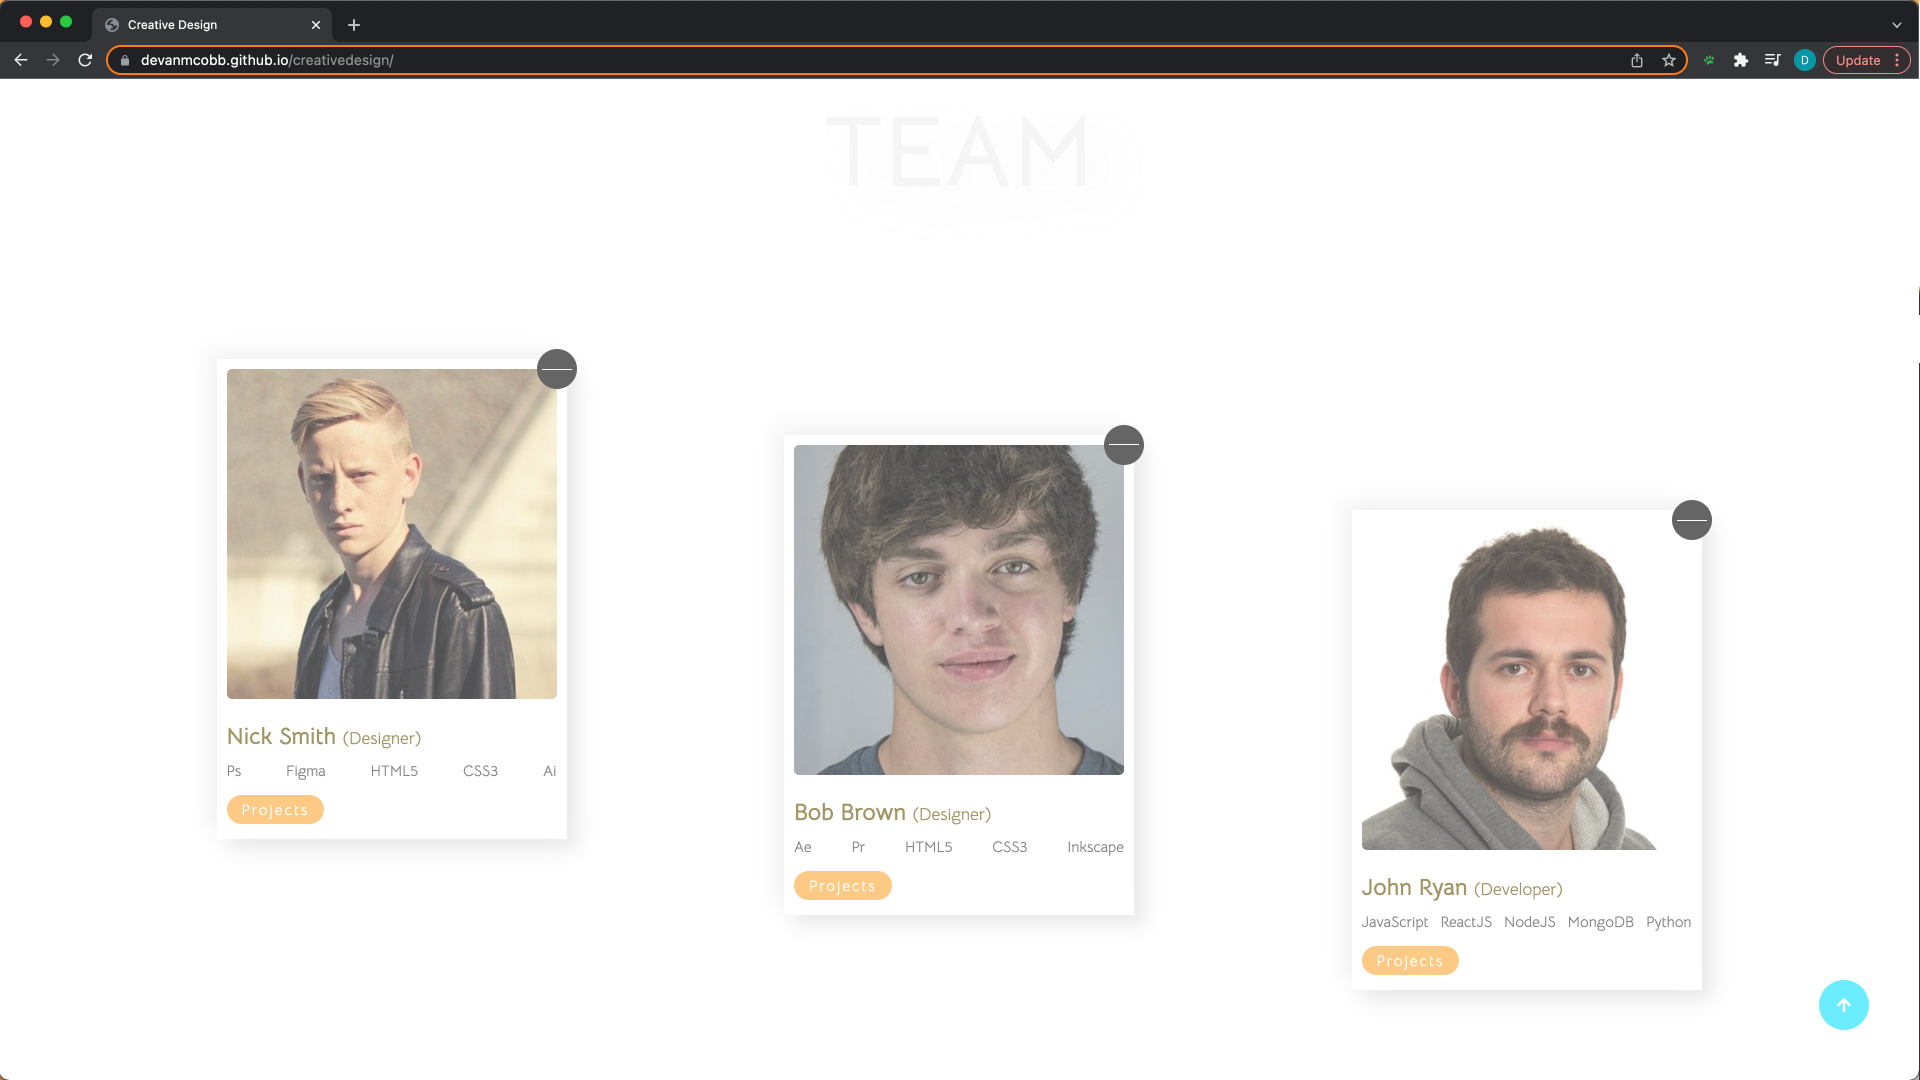 Creative Design
devanmcobb.github.io/creativedesign/
D
Update
TEAM
Nick Smith (Designer)
Ps Figma HTML5 CSS3 Ai
Projects
Bob Brown (Designer)
Ae Pr HTML5 CSS3 Inkscape
Projects
John Ryan (Developer)
JavaScript ReactJS NodeJS MongoDB Python
Projects